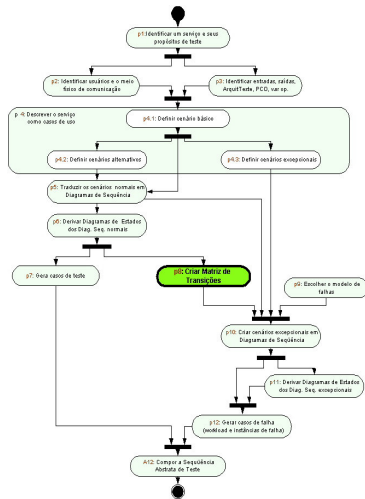 p1:Identificar um serviço e seus
propósitos de teste
p2: Identificar usuários e o meio
físico de comunicação
p3: Identificar entradas, saídas,
ArquitTeste, PCO, var op.
p 4: Descrever o serviço
como casos de uso
p4.1: Definir cenário básico
p4.2: Definir cenários alternativos
p4.3: Definir cenários excepcionais
p5: Traduzir os cenários normais em
Diagramas de Sequência
p6: Derivar Diagramas de Estados
dos Diag. Seq. normais
p7: Gera casos de teste
p8: Criar Matriz de
Transições
p9: Escolher o modelo de
falhas
p10: Criar cenários excepcionais em
Diagramas de Seqüência
p11: Derivar Diagramas de Estados
dos Diag. Seq. excepcionais
p12: Gerar casos de falha
(workload e instâncias de falha)
A12: Compor a Seqüência
Abstrata de Teste